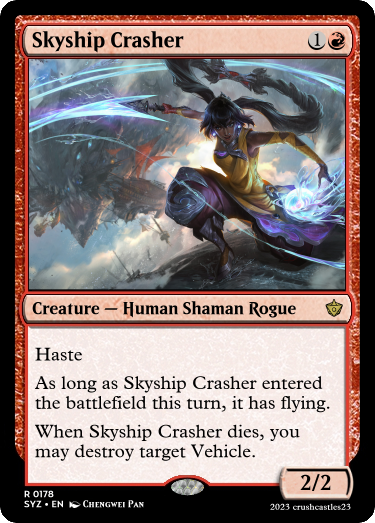 Skyship Crasher 1
Creature — Human Shaman Rogue
Haste
As long as Skyship Crasher entered
the battlefield this turn, it has flying.
When Skyship Crasher dies, you
may destroy target Vehicle.
2/2
R 0178
SYZ • EN Chengwei Pan
2023 crushcastles23